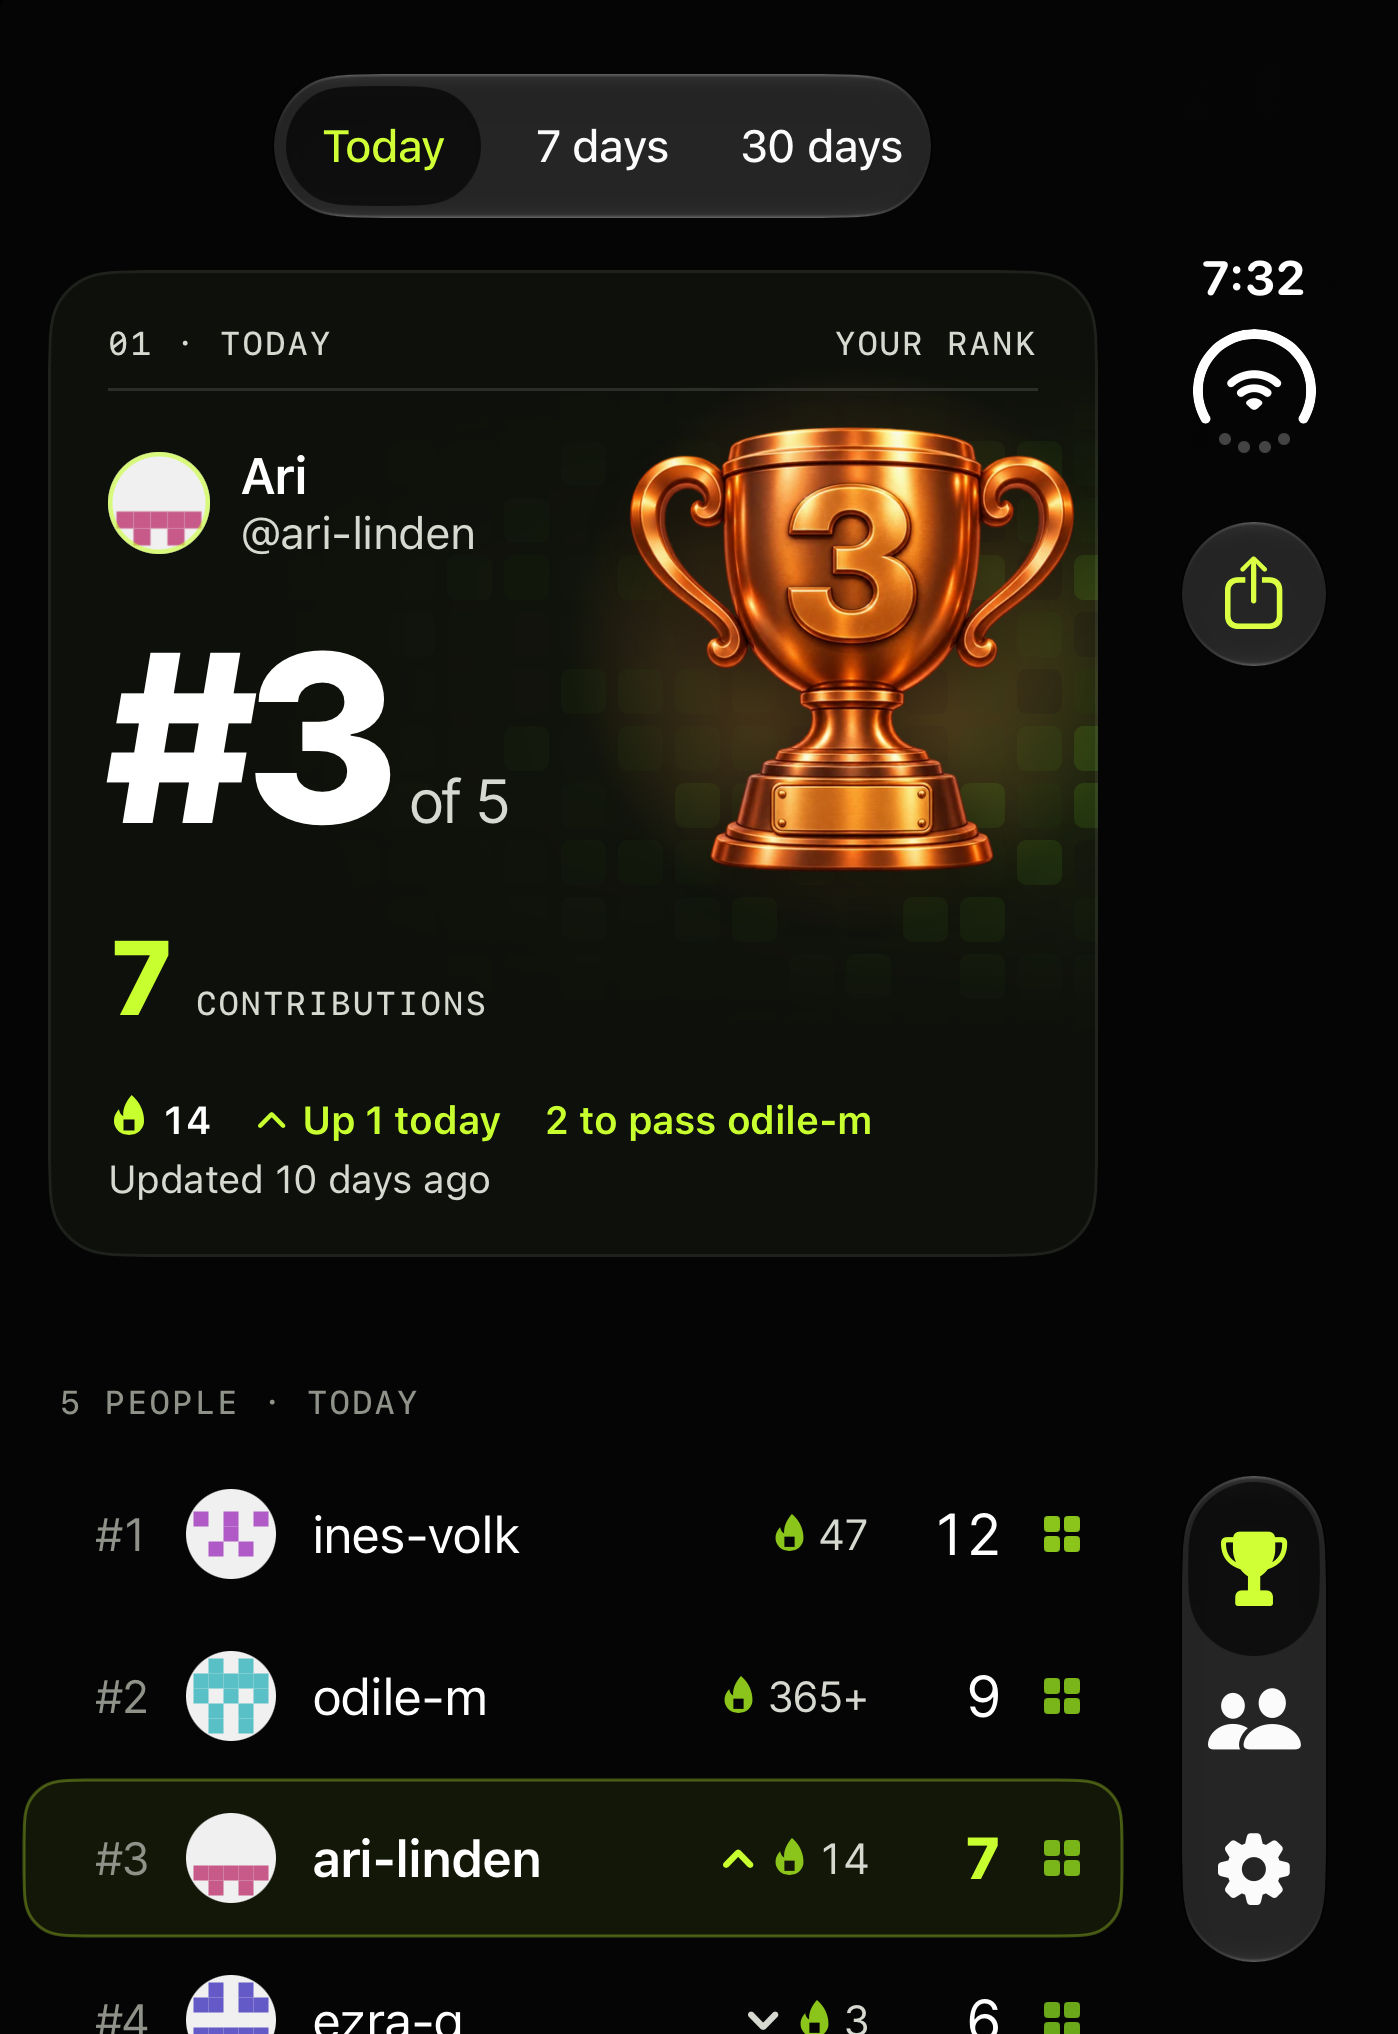 Today 7 days 30 days
7:32
01 · TODAY YOUR RANK
Ari
@ari-linden
3
#3 of 5
7 CONTRIBUTIONS
14 Up 1 today 2 to pass odile-m
Updated 10 days ago
5 PEOPLE · TODAY
#1 ines-volk 47 12
#2 odile-m 365+ 9
#3 ari-linden 14 7
#4 3 6